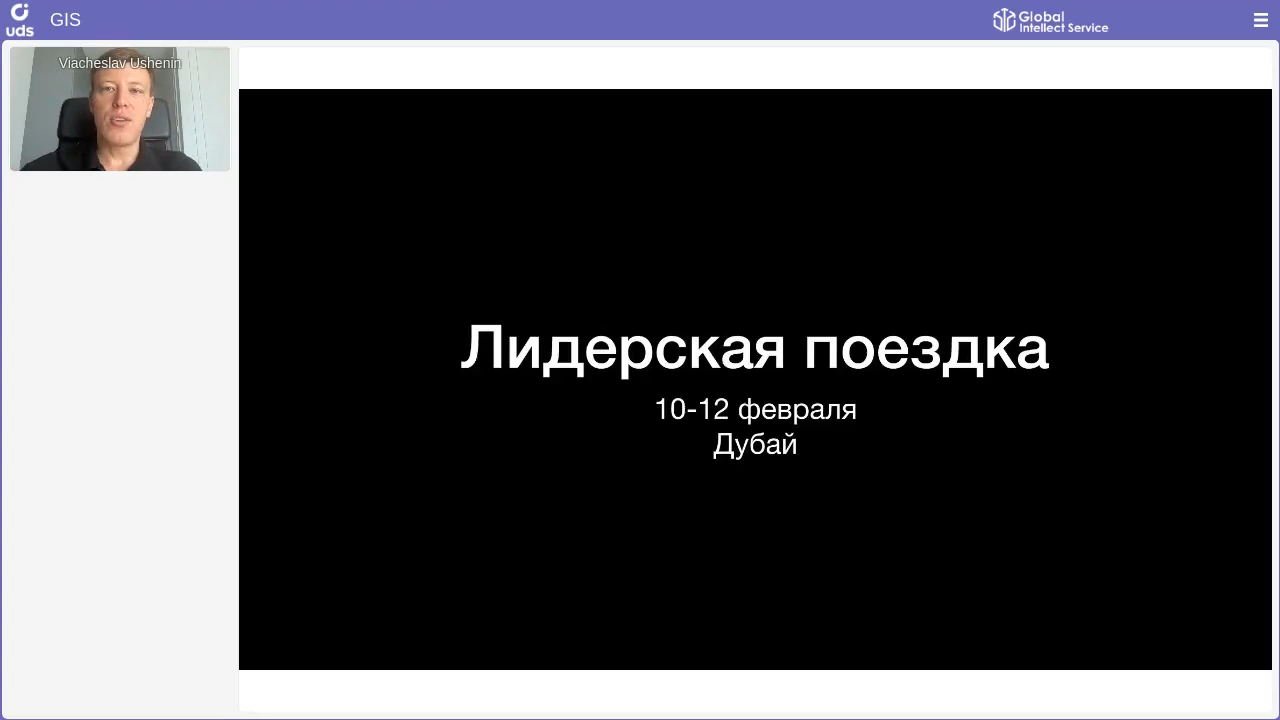 uds
GIS
Global
Intellect Service
Viacheslav Ushenin
Лидерская поездка
10-12 февраля
Дубай